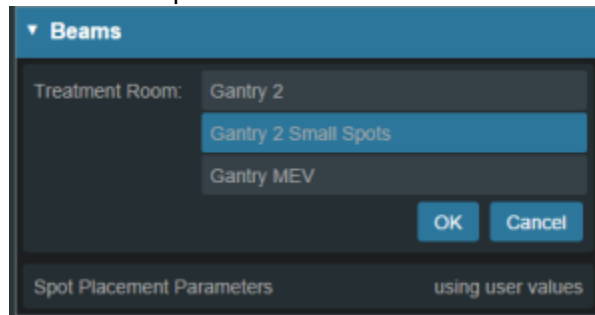 ▼ Beams
Treatment Room: Gantry 2
Gantry 2 Small Spots
Gantry MEV
OK Cancel
Spot Placement Parameters using user values